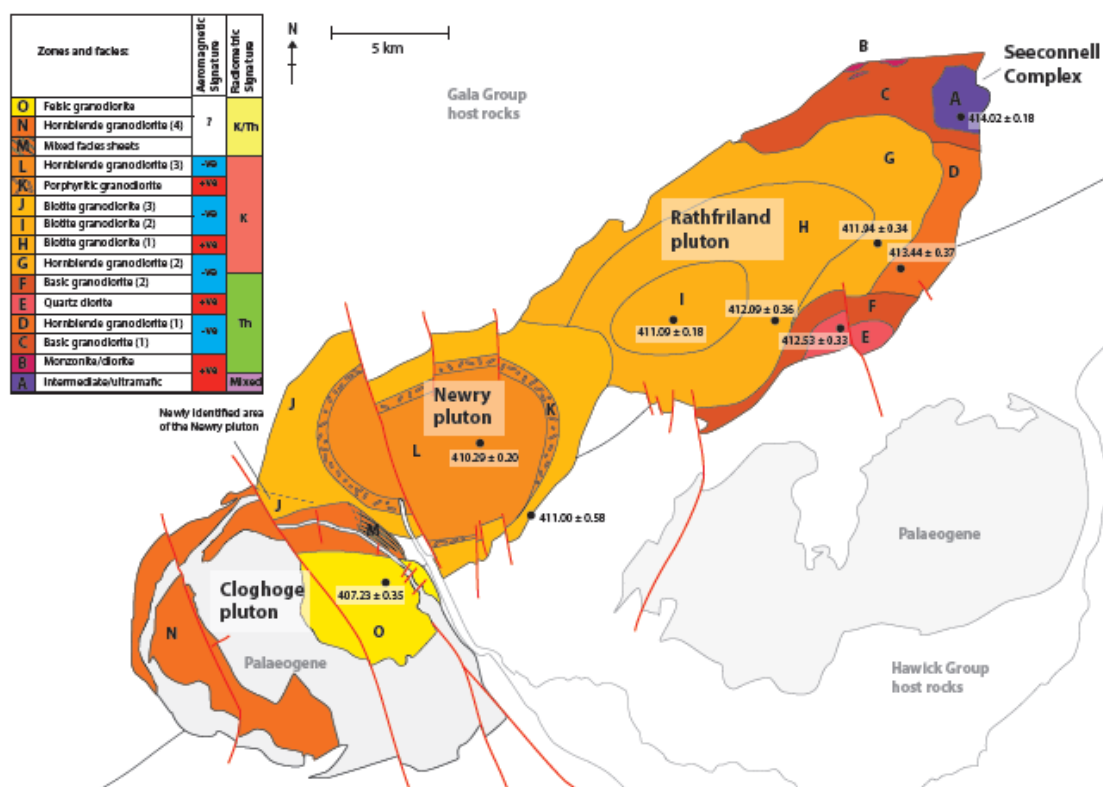 Zones and facies:
Aeromagnetic
Signature
Radiometric
Signature
O Felsic granodiorite
N Hornblende granodiorite (4)
M Mixed facies sheets
L Hornblende granodiorite (3)
K Porphyritic granodiorite
J Biotite granodiorite (3)
I Biotite granodiorite (2)
H Biotite granodiorite (1)
G Hornblende granodiorite (2)
F Basic granodiorite (2)
E Quartz diorite
D Hornblende granodiorite (1)
C Basic granodiorite (1)
B Monzonite/diorite
A Intermediate/ultramafic
?
-ve
+ve
-ve
+ve
-ve
+ve
-ve
+ve
K/Th
K
Th
Mixed
N
5 km
Gala Group
host rocks
B
Seeconnell
Complex
C
A
414.02 ± 0.18
G
D
Rathfriland
pluton
H
411.94 ± 0.34
413.44 ± 0.37
I
411.09 ± 0.18
412.09 ± 0.36
F
412.53 ± 0.33
E
Newly identified area
of the Newry pluton
J
Newry
pluton
K
L
410.29 ± 0.20
J
411.00 ± 0.58
M
Palaeogene
Cloghoge
pluton
407.23 ± 0.35
N
O
Palaeogene
Hawick Group
host rocks